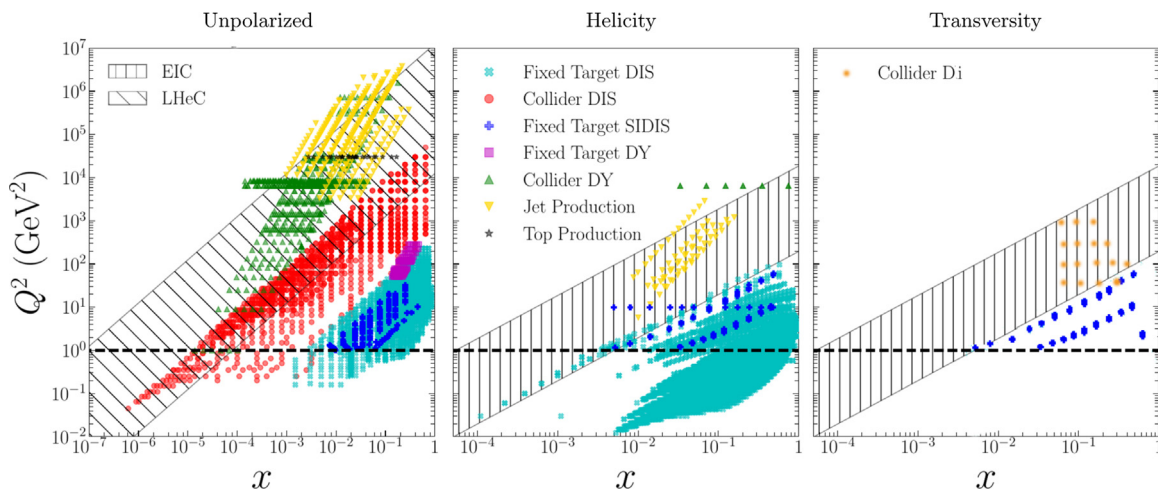 Unpolarized Helicity Transversity
10^7
10^6
10^5
10^4
10^3
10^2
10^1
10^0
10^-1
10^-2
Q^2 (GeV^2)
EIC
LHeC
Fixed Target DIS
Collider DIS
Fixed Target SIDIS
Fixed Target DY
Collider DY
Jet Production
Top Production
Collider Di
10^-7 10^-6 10^-5 10^-4 10^-3 10^-2 10^-1 1
10^-4 10^-3 10^-2 10^-1 1
10^-4 10^-3 10^-2 10^-1 1
x x x